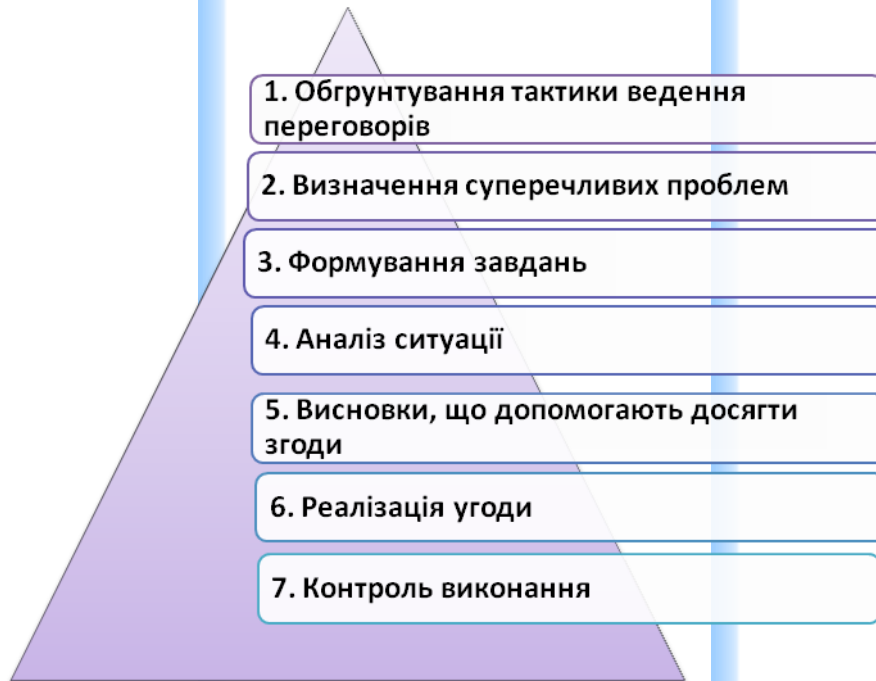 1. Обгрунтування тактики ведення
переговорів
2. Визначення суперечливих проблем
3. Формування завдань
4. Аналіз ситуації
5. Висновки, що допомогають досягти
згоди
6. Реалізація угоди
7. Контроль виконання